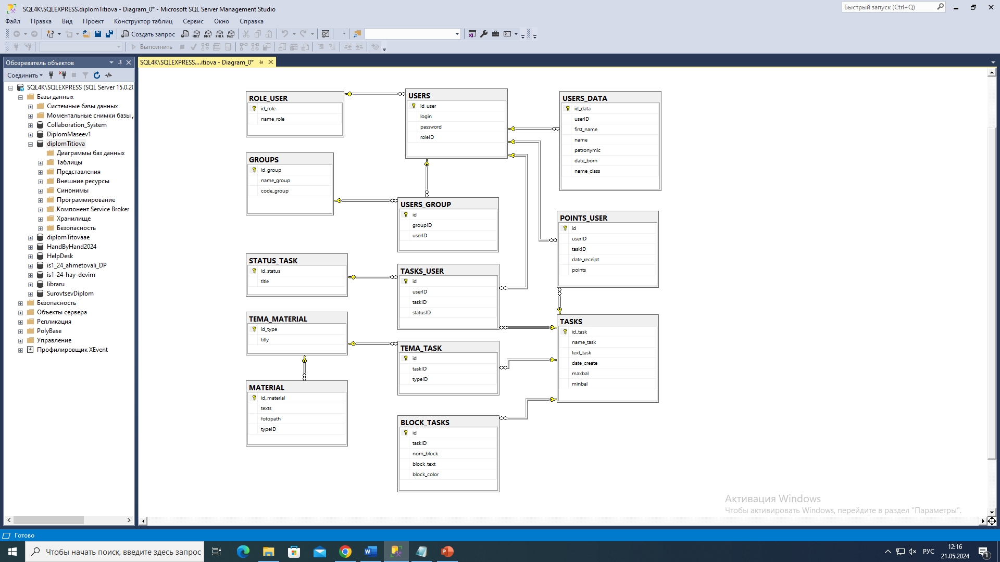 SQL4K\SQLEXPRESS.diplomTitiova - Diagram_0* - Microsoft SQL Server Management Studio
Быстрый запуск (Ctrl+Q)
Файл Правка Вид Проект Конструктор таблиц Сервис Окно Справка
Создать запрос
MDX DMX XMLA DAX
Выполнить
Обозреватель объектов
SQL4K\SQLEXPRESS....itiova - Diagram_0*
Соединить
SQL4K\SQLEXPRESS (SQL Server 15.0.20
Базы данных
Системные базы данных
Моментальные снимки базы
Collaboration_System
DiplomMaseev1
diplomTitiova
Диаграммы баз данных
Таблицы
Представления
Внешние ресурсы
Синонимы
Программирование
Компонент Service Broker
Хранилище
Безопасность
diplomTitovaae
HandByHand2024
HelpDesk
is1_24_ahmetovali_DP
is1-24-hay-devim
libraru
SurovtsevDiplom
Безопасность
Объекты сервера
Репликация
PolyBase
Управление
Профилировщик XEvent
ROLE_USER
id_role
name_role
USERS
id_user
login
password
roleID
USERS_DATA
id_data
userID
first_name
name
patronymic
date_born
name_class
GROUPS
id_group
name_group
code_group
USERS_GROUP
id
groupID
userID
POINTS_USER
id
userID
taskID
date_receipt
points
STATUS_TASK
id_status
title
TASKS_USER
id
userID
taskID
statusID
TEMA_MATERIAL
id_type
titly
TEMA_TASK
id
taskID
typeID
TASKS
id_task
name_task
text_task
date_create
maxbal
minbal
MATERIAL
id_material
texts
fotopath
typeID
BLOCK_TASKS
id
taskID
nom_block
block_text
block_color
Активация Windows
Чтобы активировать Windows, перейдите в раздел "Параметры".
Готово
Чтобы начать поиск, введите здесь запрос
РУС
12:16
21.05.2024
1